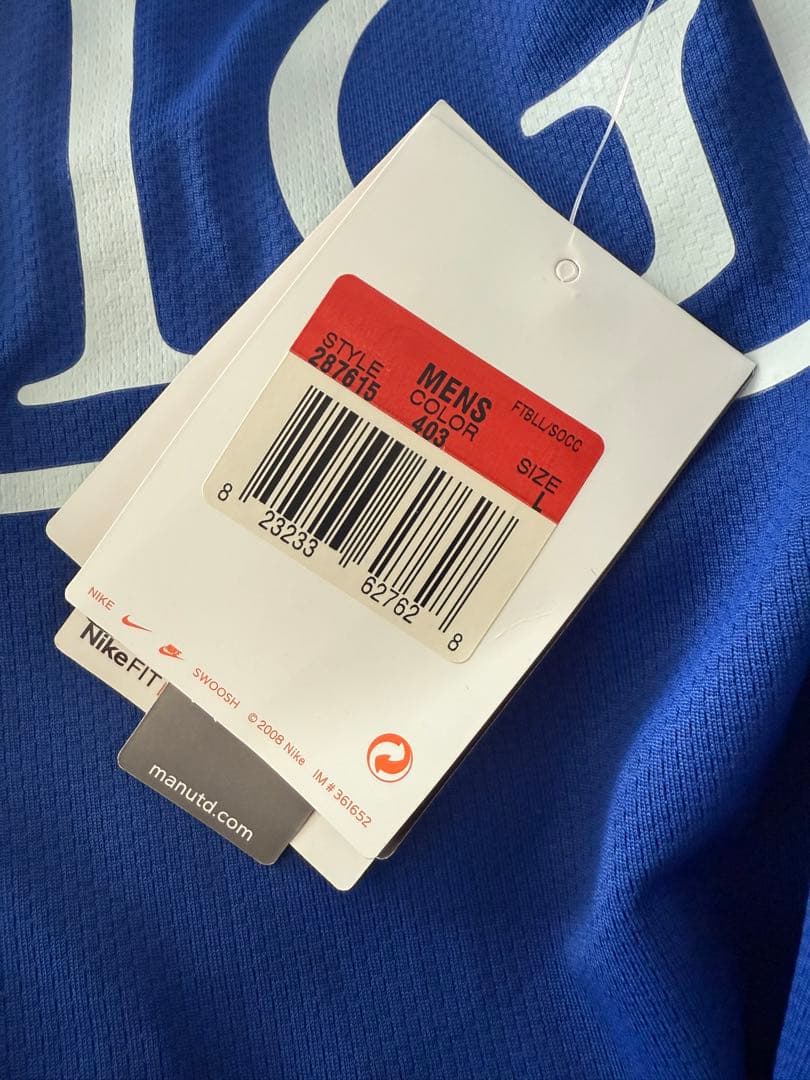 STYLE
287615
MENS
COLOR
403
FTBLL/SOCC
SIZE
L
8 23233 62762 8
NIKE
SWOOSH © 2008 Nike IM # 361652
NikeFIT
manutd.com